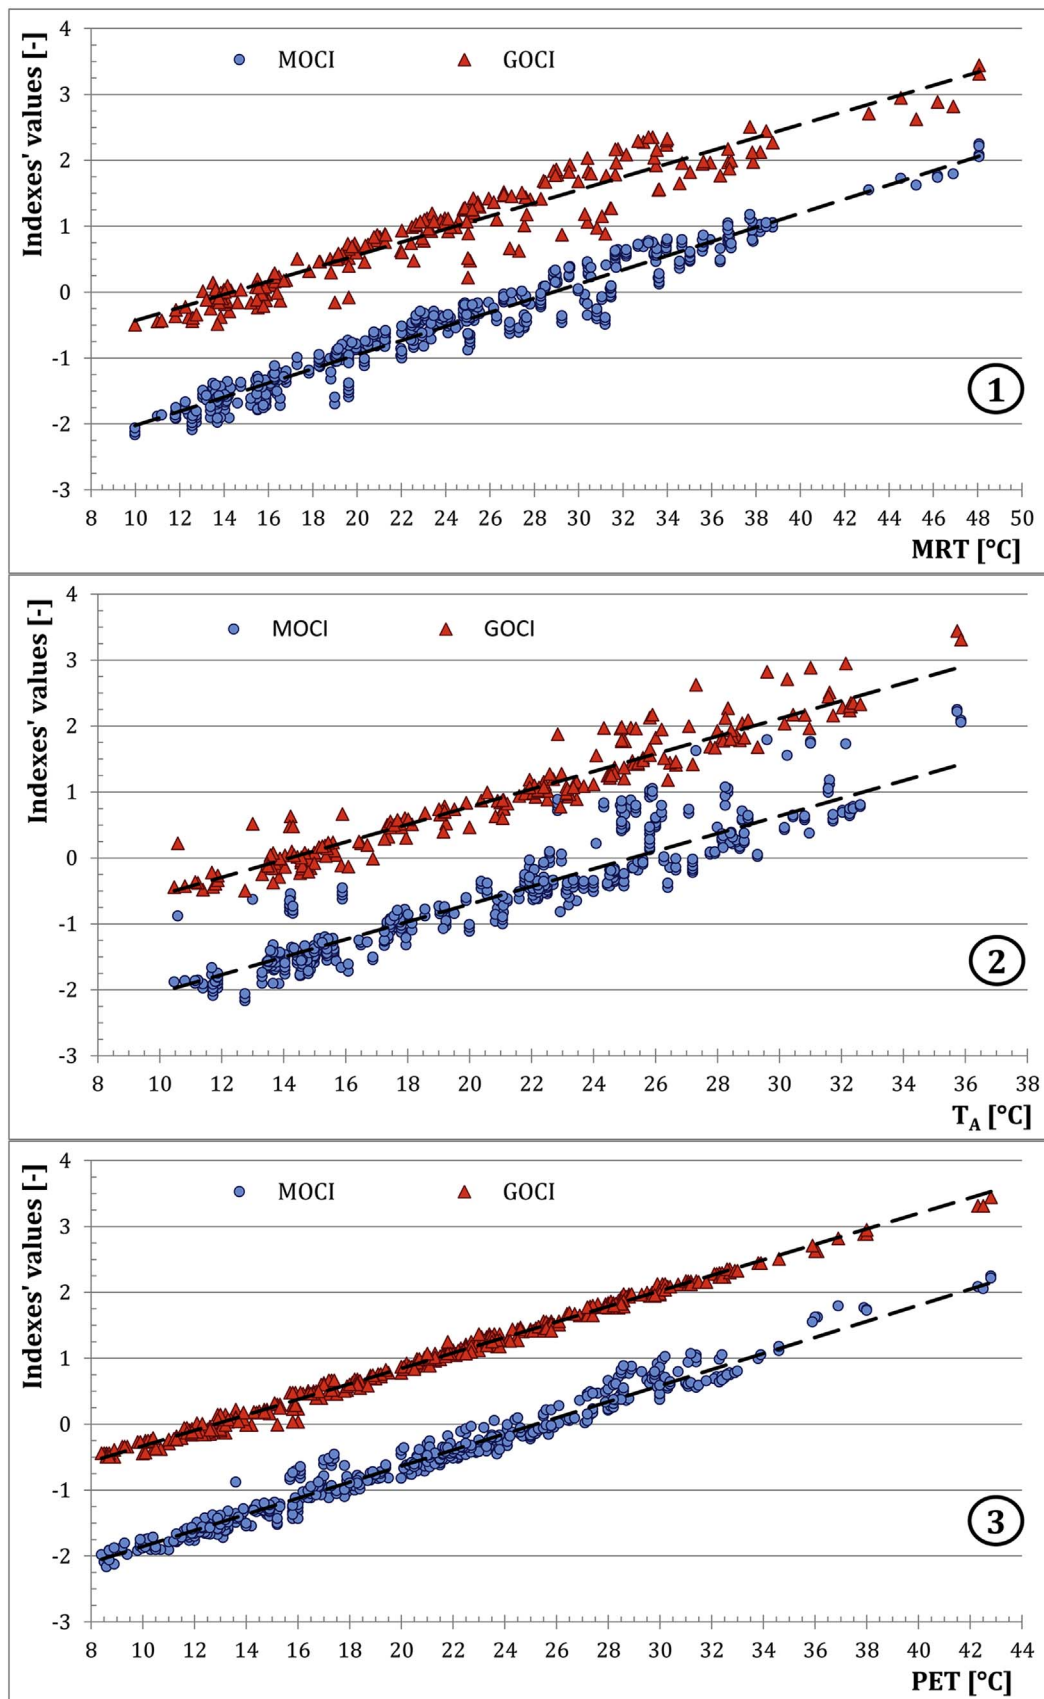 Indexes' values [-]
MOCI
GOCI
4
3
2
1
0
-1
-2
-3
1
8 10 12 14 16 18 20 22 24 26 28 30 32 34 36 38 40 42 44 46 48 50
MRT [°C]
Indexes' values [-]
MOCI
GOCI
4
3
2
1
0
-1
-2
-3
2
8 10 12 14 16 18 20 22 24 26 28 30 32 34 36 38
TA [°C]
Indexes' values [-]
MOCI
GOCI
4
3
2
1
0
-1
-2
-3
3
8 10 12 14 16 18 20 22 24 26 28 30 32 34 36 38 40 42 44
PET [°C]